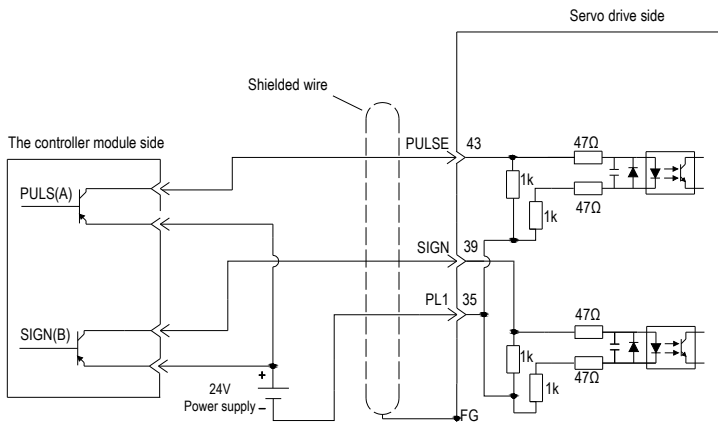 Servo drive side
Shielded wire
The controller module side
PULSE 43
47Ω
PULS(A)
1k
1k
47Ω
SIGN 39
PL1 35
47Ω
SIGN(B)
1k
1k
47Ω
+
24V
Power supply –
FG